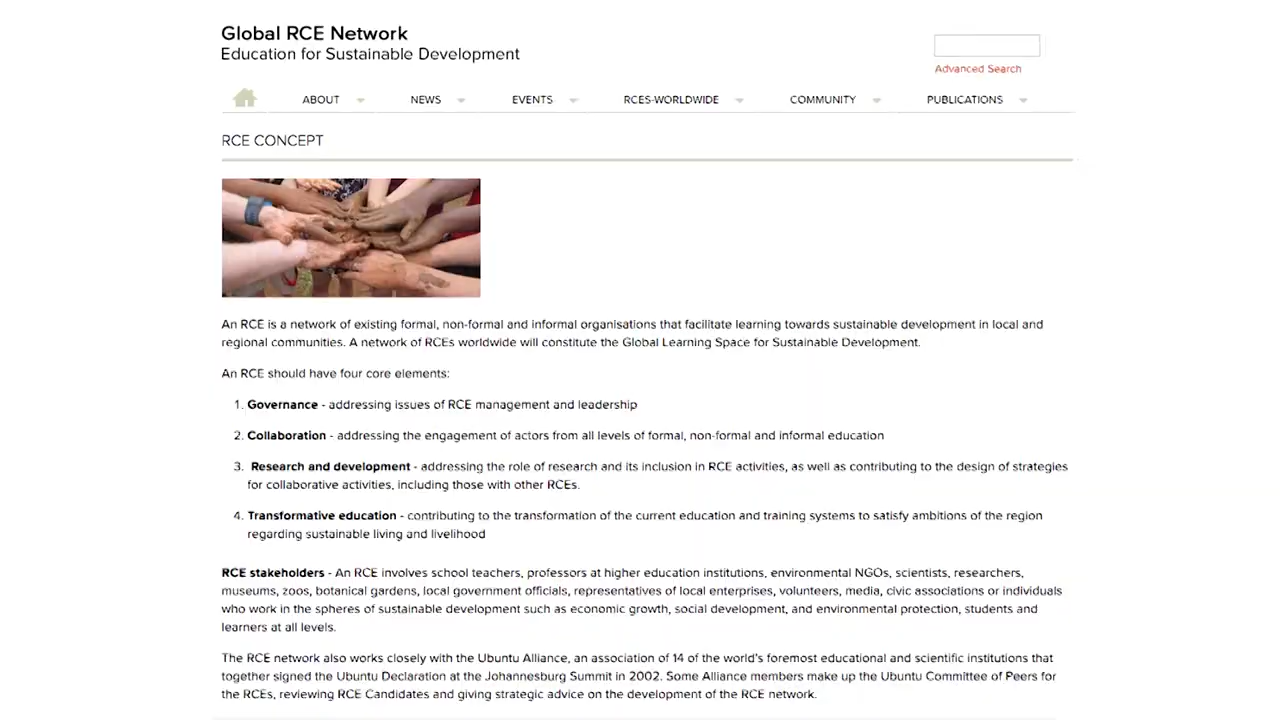 Global RCE Network
Education for Sustainable Development
Advanced Search
ABOUT NEWS EVENTS RCES-WORLDWIDE COMMUNITY PUBLICATIONS
RCE CONCEPT
An RCE is a network of existing formal, non-formal and informal organisations that facilitate learning towards sustainable development in local and
regional communities. A network of RCEs worldwide will constitute the Global Learning Space for Sustainable Development.
An RCE should have four core elements:
1. Governance - addressing issues of RCE management and leadership
2. Collaboration - addressing the engagement of actors from all levels of formal, non-formal and informal education
3. Research and development - addressing the role of research and its inclusion in RCE activities, as well as contributing to the design of strategies
for collaborative activities, including those with other RCEs.
4. Transformative education - contributing to the transformation of the current education and training systems to satisfy ambitions of the region
regarding sustainable living and livelihood
RCE stakeholders - An RCE involves school teachers, professors at higher education institutions, environmental NGOs, scientists, researchers,
museums, zoos, botanical gardens, local government officials, representatives of local enterprises, volunteers, media, civic associations or individuals
who work in the spheres of sustainable development such as economic growth, social development, and environmental protection, students and
learners at all levels.
The RCE network also works closely with the Ubuntu Alliance, an association of 14 of the world's foremost educational and scientific institutions that
together signed the Ubuntu Declaration at the Johannesburg Summit in 2002. Some Alliance members make up the Ubuntu Committee of Peers for
the RCEs, reviewing RCE Candidates and giving strategic advice on the development of the RCE network.